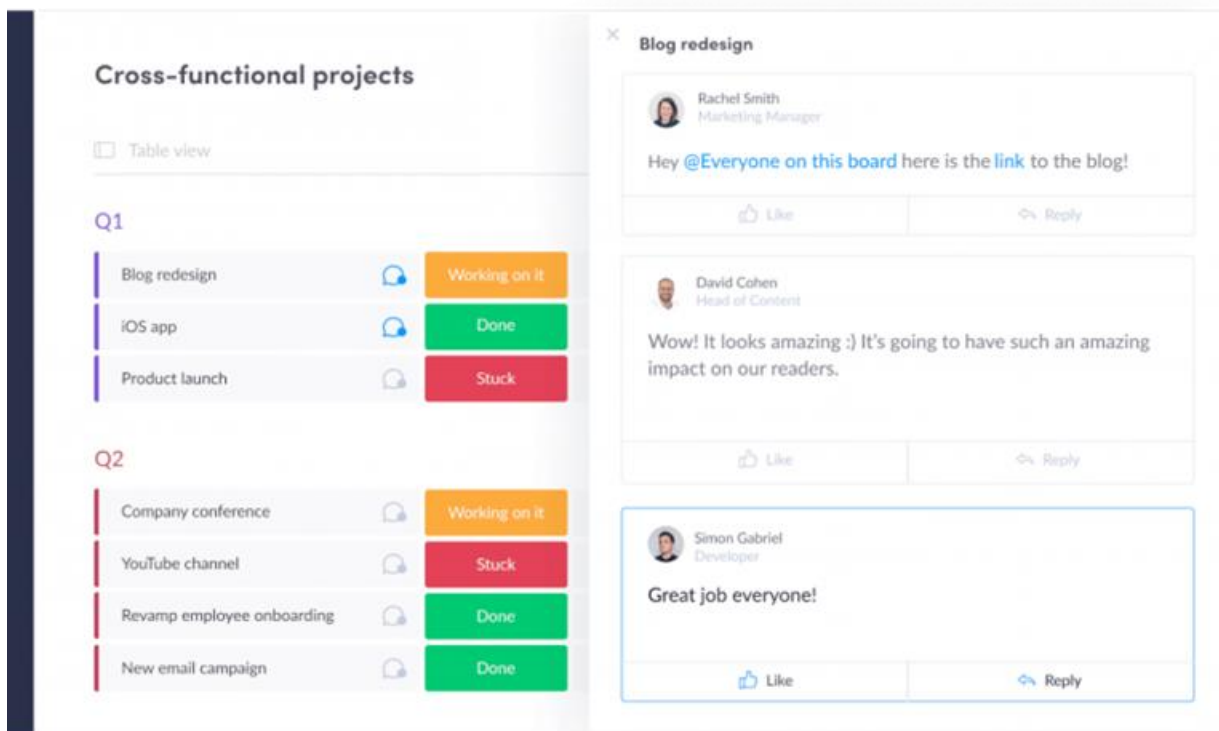 Cross-functional projects
Table view
Q1
Blog redesign Working on it
iOS app Done
Product launch Stuck
Q2
Company conference Working on it
YouTube channel Stuck
Revamp employee onboarding Done
New email campaign Done
Blog redesign
Rachel Smith
Marketing Manager
Hey @Everyone on this board here is the link to the blog!
Like Reply
David Cohen
Head of Content
Wow! It looks amazing :) It's going to have such an amazing
impact on our readers.
Like Reply
Simon Gabriel
Developer
Great job everyone!
Like Reply